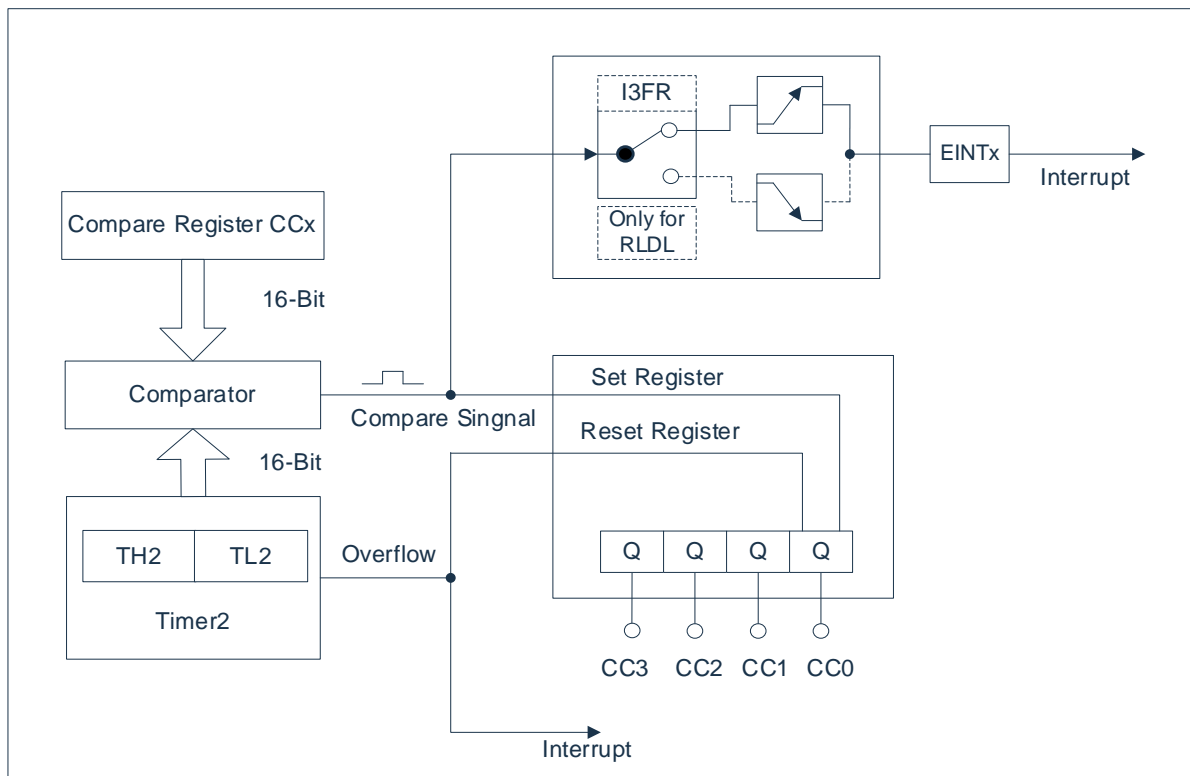 I3FR
Only for
RLDL
EINTx
Interrupt
Compare Register CCx
16-Bit
Comparator
Compare Singnal
Set Register
Reset Register
16-Bit
TH2
TL2
Timer2
Overflow
Q
Q
Q
Q
CC3
CC2
CC1
CC0
Interrupt